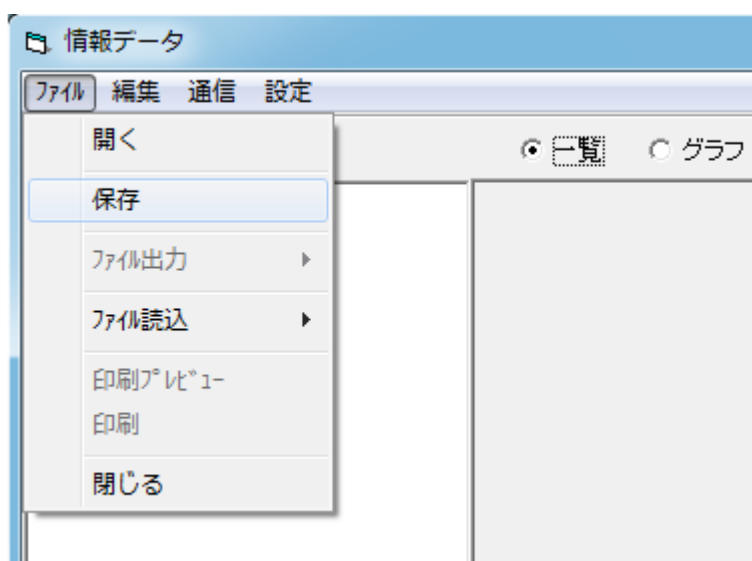 情報データ
ﾌｧｲﾙ 編集 通信 設定
一覧 グラフ
開く
保存
ﾌｧｲﾙ出力
ﾌｧｲﾙ読込
印刷ﾌﾟﾚﾋﾞｭｰ
印刷
閉じる